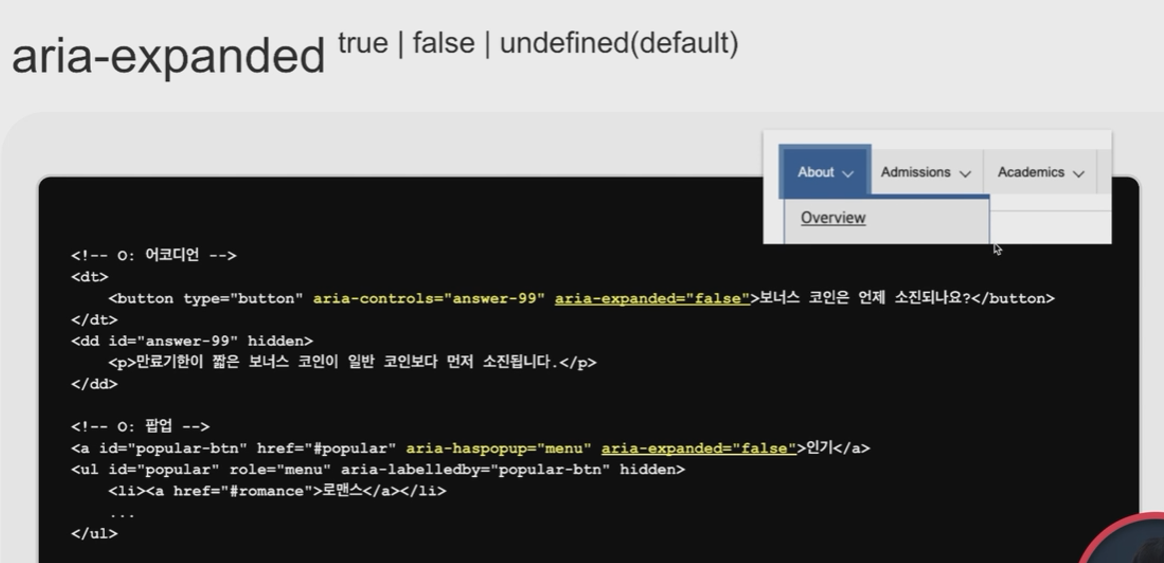 aria-expanded true | false | undefined(default)
About Admissions Academics
Overview
<!-- O: 어코디언 -->
<dt>
<button type="button" aria-controls="answer-99" aria-expanded="false">보너스 코인은 언제 소진되나요?</button>
</dt>
<dd id="answer-99" hidden>
<p>만료기한이 짧은 보너스 코인이 일반 코인보다 먼저 소진됩니다.</p>
</dd>
<!-- O: 팝업 -->
<a id="popular-btn" href="#popular" aria-haspopup="menu" aria-expanded="false">인기</a>
<ul id="popular" role="menu" aria-labelledby="popular-btn" hidden>
<li><a href="#romance">로맨스</a></li>
...
</ul>